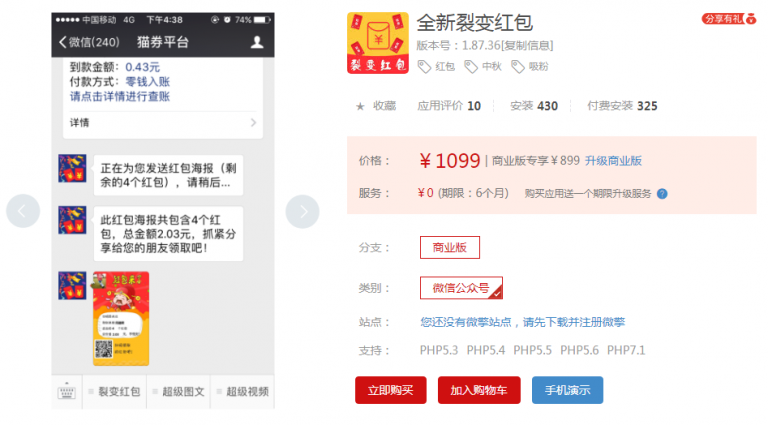 中国移动 4G 下午4:38 74%
微信(240) 猫券平台
到款金额：0.43元
付款方式：零钱入账
请点击详情进行查账
详情
正在为您发送红包海报（剩
余的4个红包），请稍后...
此红包海报共包含4个红
包，总金额2.03元，抓紧分
享给您的朋友领取吧!
裂变红包 超级图文 超级视频
裂变红包
全新裂变红包
分享有礼
版本号：1.87.36[复制信息]
红包 中秋 吸粉
★ 收藏 应用评价 10 安装 430 付费安装 325
价格： ￥1099 | 商业版专享￥899 升级商业版
服务： ￥0 (期限：6个月) 购买应用送一个期限升级服务 ?
分支： 商业版
类别： 微信公众号
站点： 您还没有微擎站点，请先下载并注册微擎
支持： PHP5.3 PHP5.4 PHP5.5 PHP5.6 PHP7.1
立即购买 加入购物车 手机演示